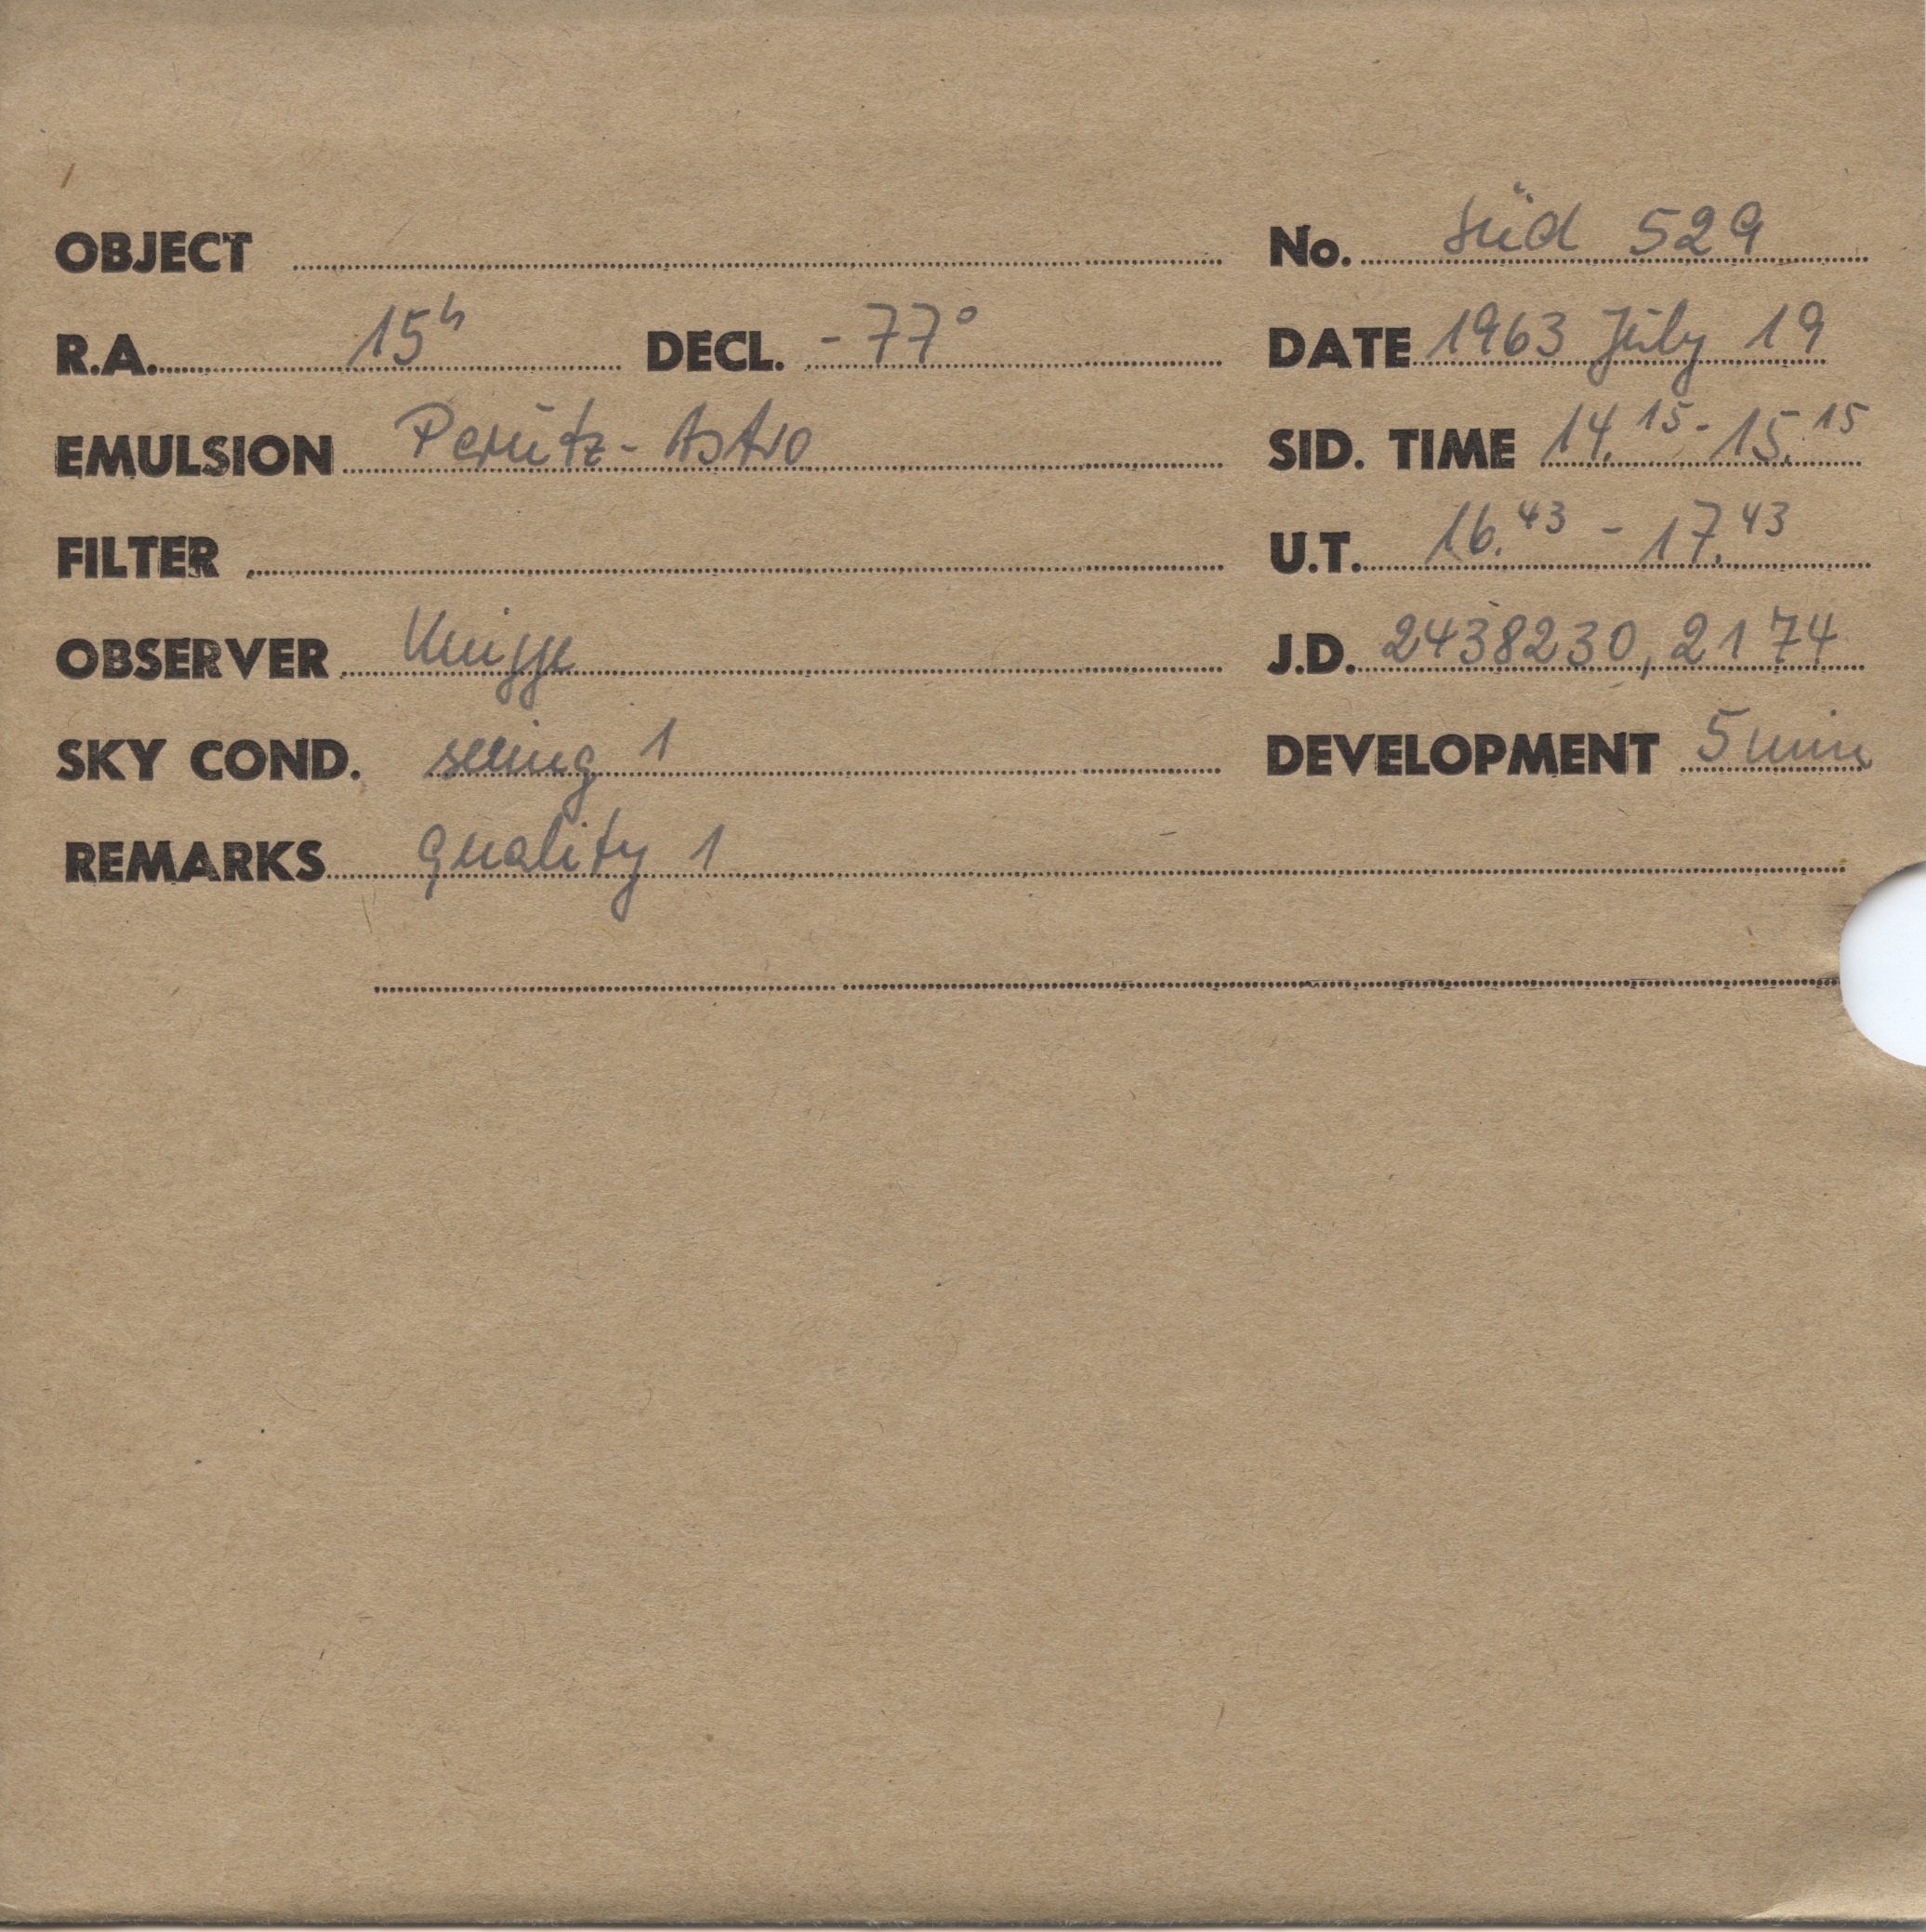 OBJECT No. Süd 529
R.A. 15h DECL. -77° DATE 1963 July 19
EMULSION Perutz-Astro SID. TIME 14.15-15.15
FILTER U.T. 16.43 - 17.43
OBSERVER Knigge J.D. 2438230,2174
SKY COND. seeing 1 DEVELOPMENT 5 min
REMARKS quality 1